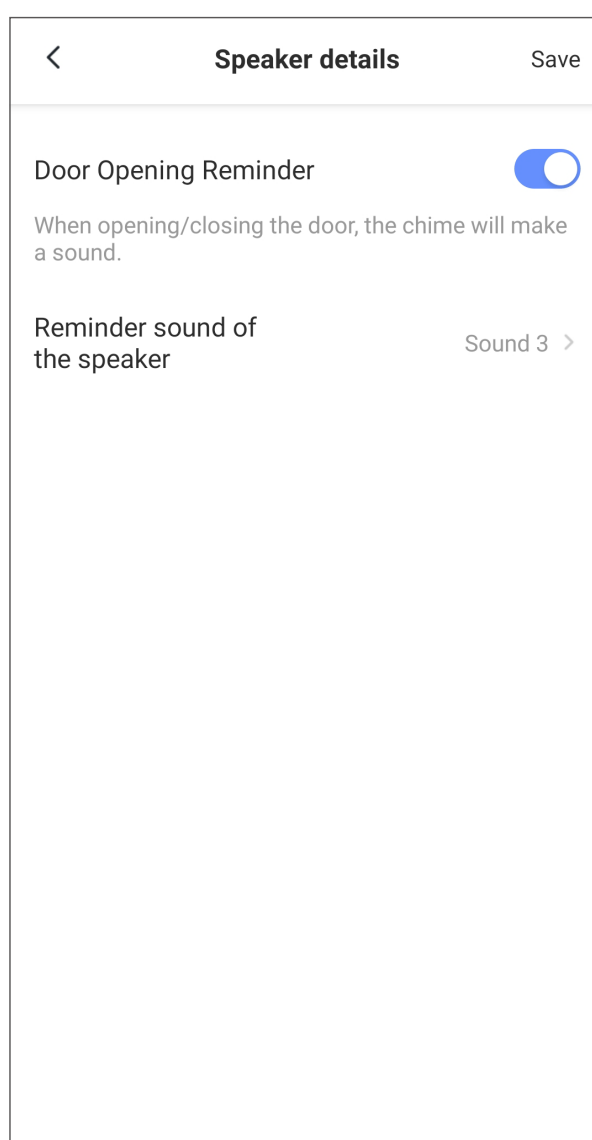 Speaker details
Save
Door Opening Reminder
When opening/closing the door, the chime will make
a sound.
Reminder sound of
the speaker
Sound 3